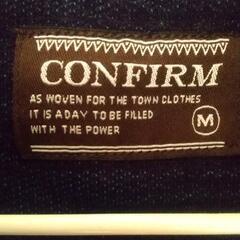 CONFIRM
AS WOVEN FOR THE TOWN CLOTHES
IT IS A DAY TO BE FILLED
WITH THE POWER
M